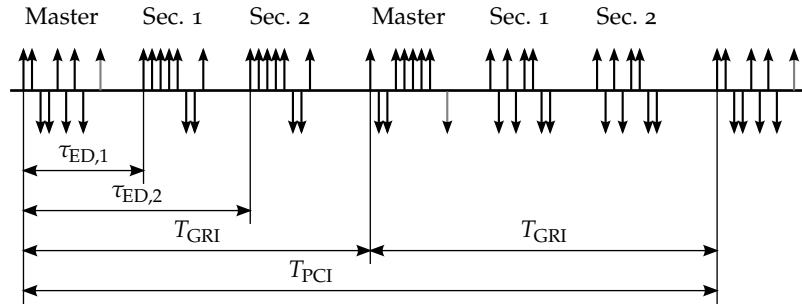 Master Sec. 1 Sec. 2 Master Sec. 1 Sec. 2
τED,1
τED,2
TGRI TGRI
TPCI